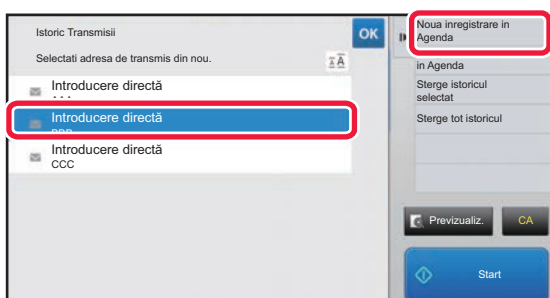 Istoric Transmisii
OK
Noua inregistrare in
Agenda
Selectati adresa de transmis din nou.
in Agenda
Introducere directă
Sterge istoricul
selectat
Introducere directă
Sterge tot istoricul
Introducere directă
CCC
Previzualiz.
CA
Start